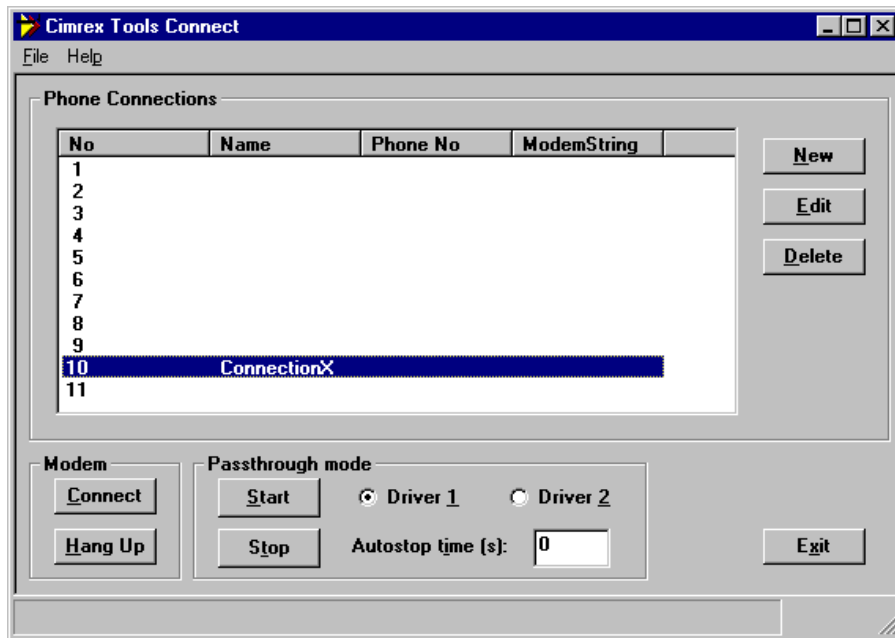 Cimrex Tools Connect
File Help
Phone Connections
No Name Phone No ModemString
1
2
3
4
5
6
7
8
9
10 ConnectionX
11
New
Edit
Delete
Modem
Connect
Hang Up
Passthrough mode
Start Driver 1 Driver 2
Stop Autostop time (s): 0
Exit